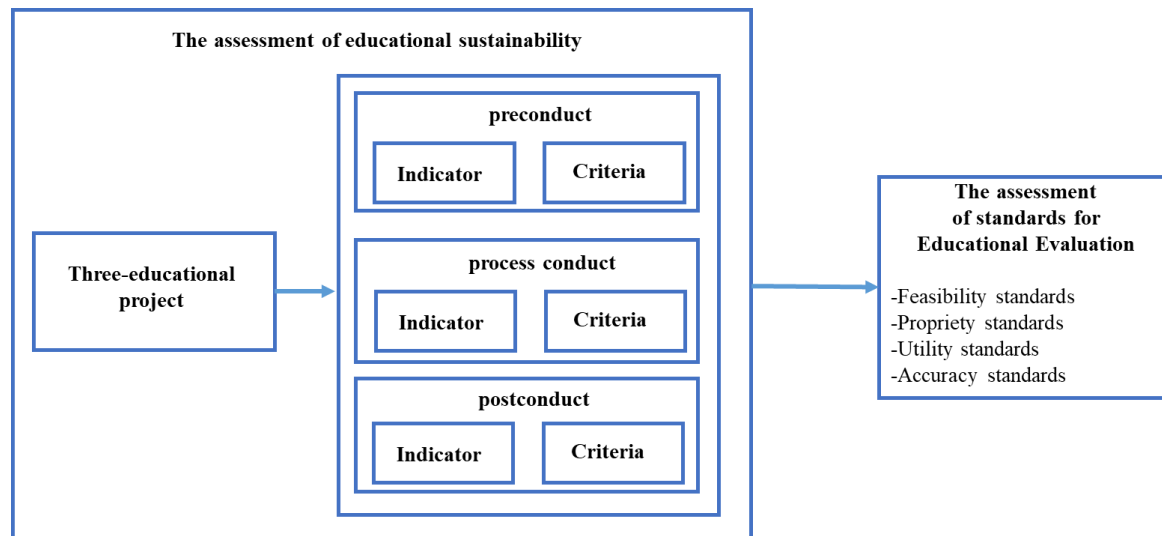 The assessment of educational sustainability
preconduct
Indicator
Criteria
Three-educational
project
process conduct
Indicator
Criteria
postconduct
Indicator
Criteria
The assessment
of standards for
Educational Evaluation
-Feasibility standards
-Propriety standards
-Utility standards
-Accuracy standards